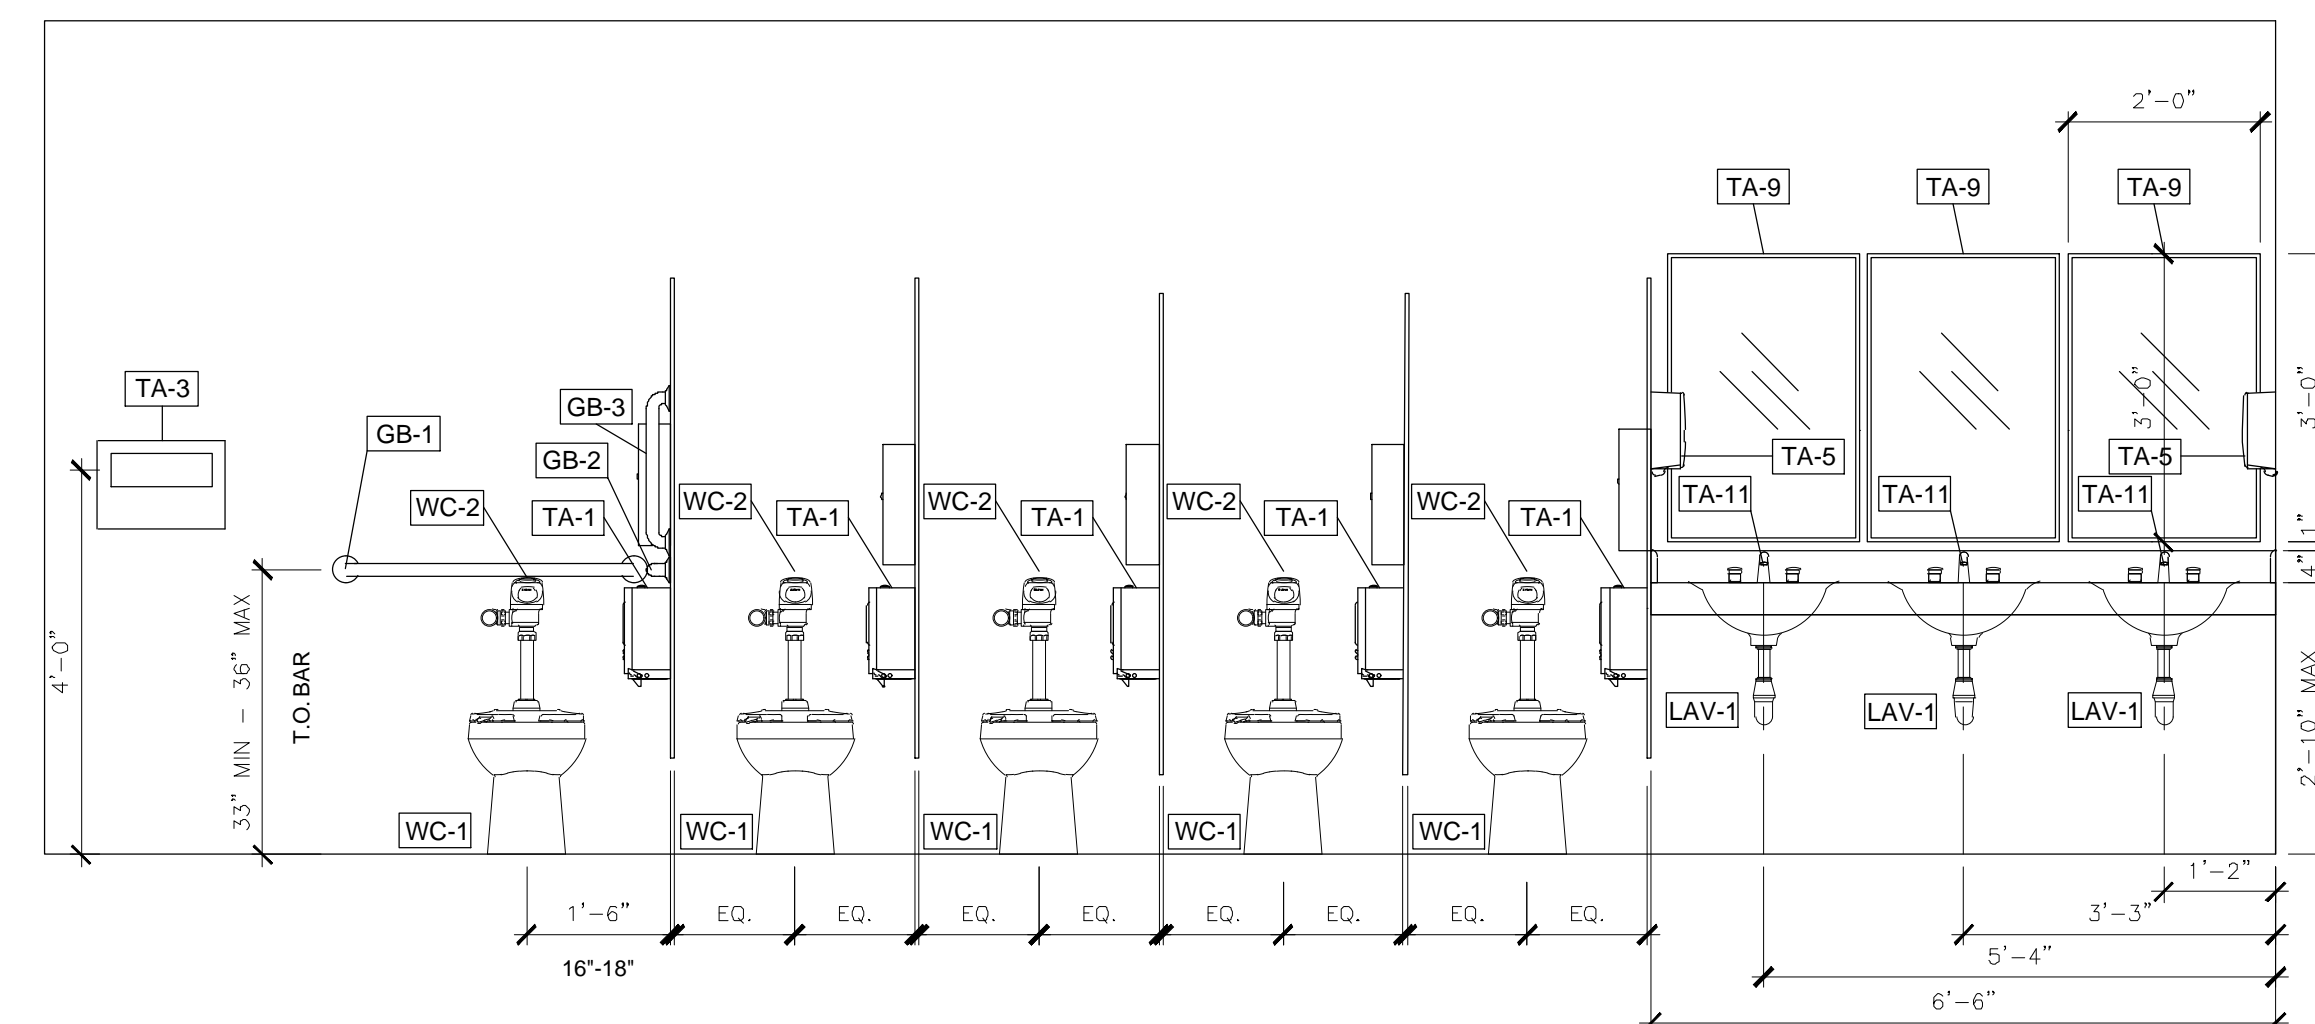 2’-0”
TA-9
TA-9
TA-9
TA-3
GB-3
GB-1
GB-2
WC-2
TA-1
WC-2
TA-1
WC-2
TA-1
WC-2
TA-1
WC-2
TA-1
3’-0”
3’-0”
TA-5
TA-5
TA-11
TA-11
TA-11
1”
4”
4’-0”
33” MIN - 36” MAX
T.O. BAR
LAV-1
LAV-1
LAV-1
2’-10” MAX
WC-1
WC-1
WC-1
WC-1
WC-1
1’-2”
1’-6”
EQ.
EQ.
EQ.
EQ.
EQ.
EQ.
EQ.
EQ.
3’-3”
16"-18"
5’-4”
6’-6”